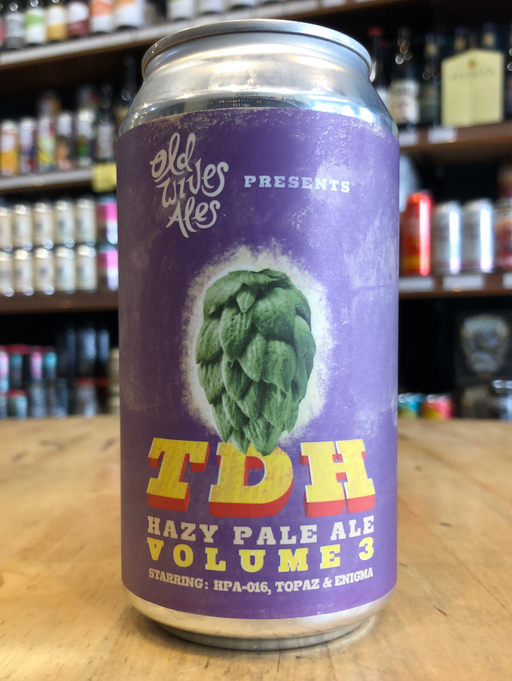 Old
Wives
Ales
PRESENTS
TDH
HAZY PALE ALE
VOLUME 3
STARRING: HPA-016, TOPAZ & ENIGMA